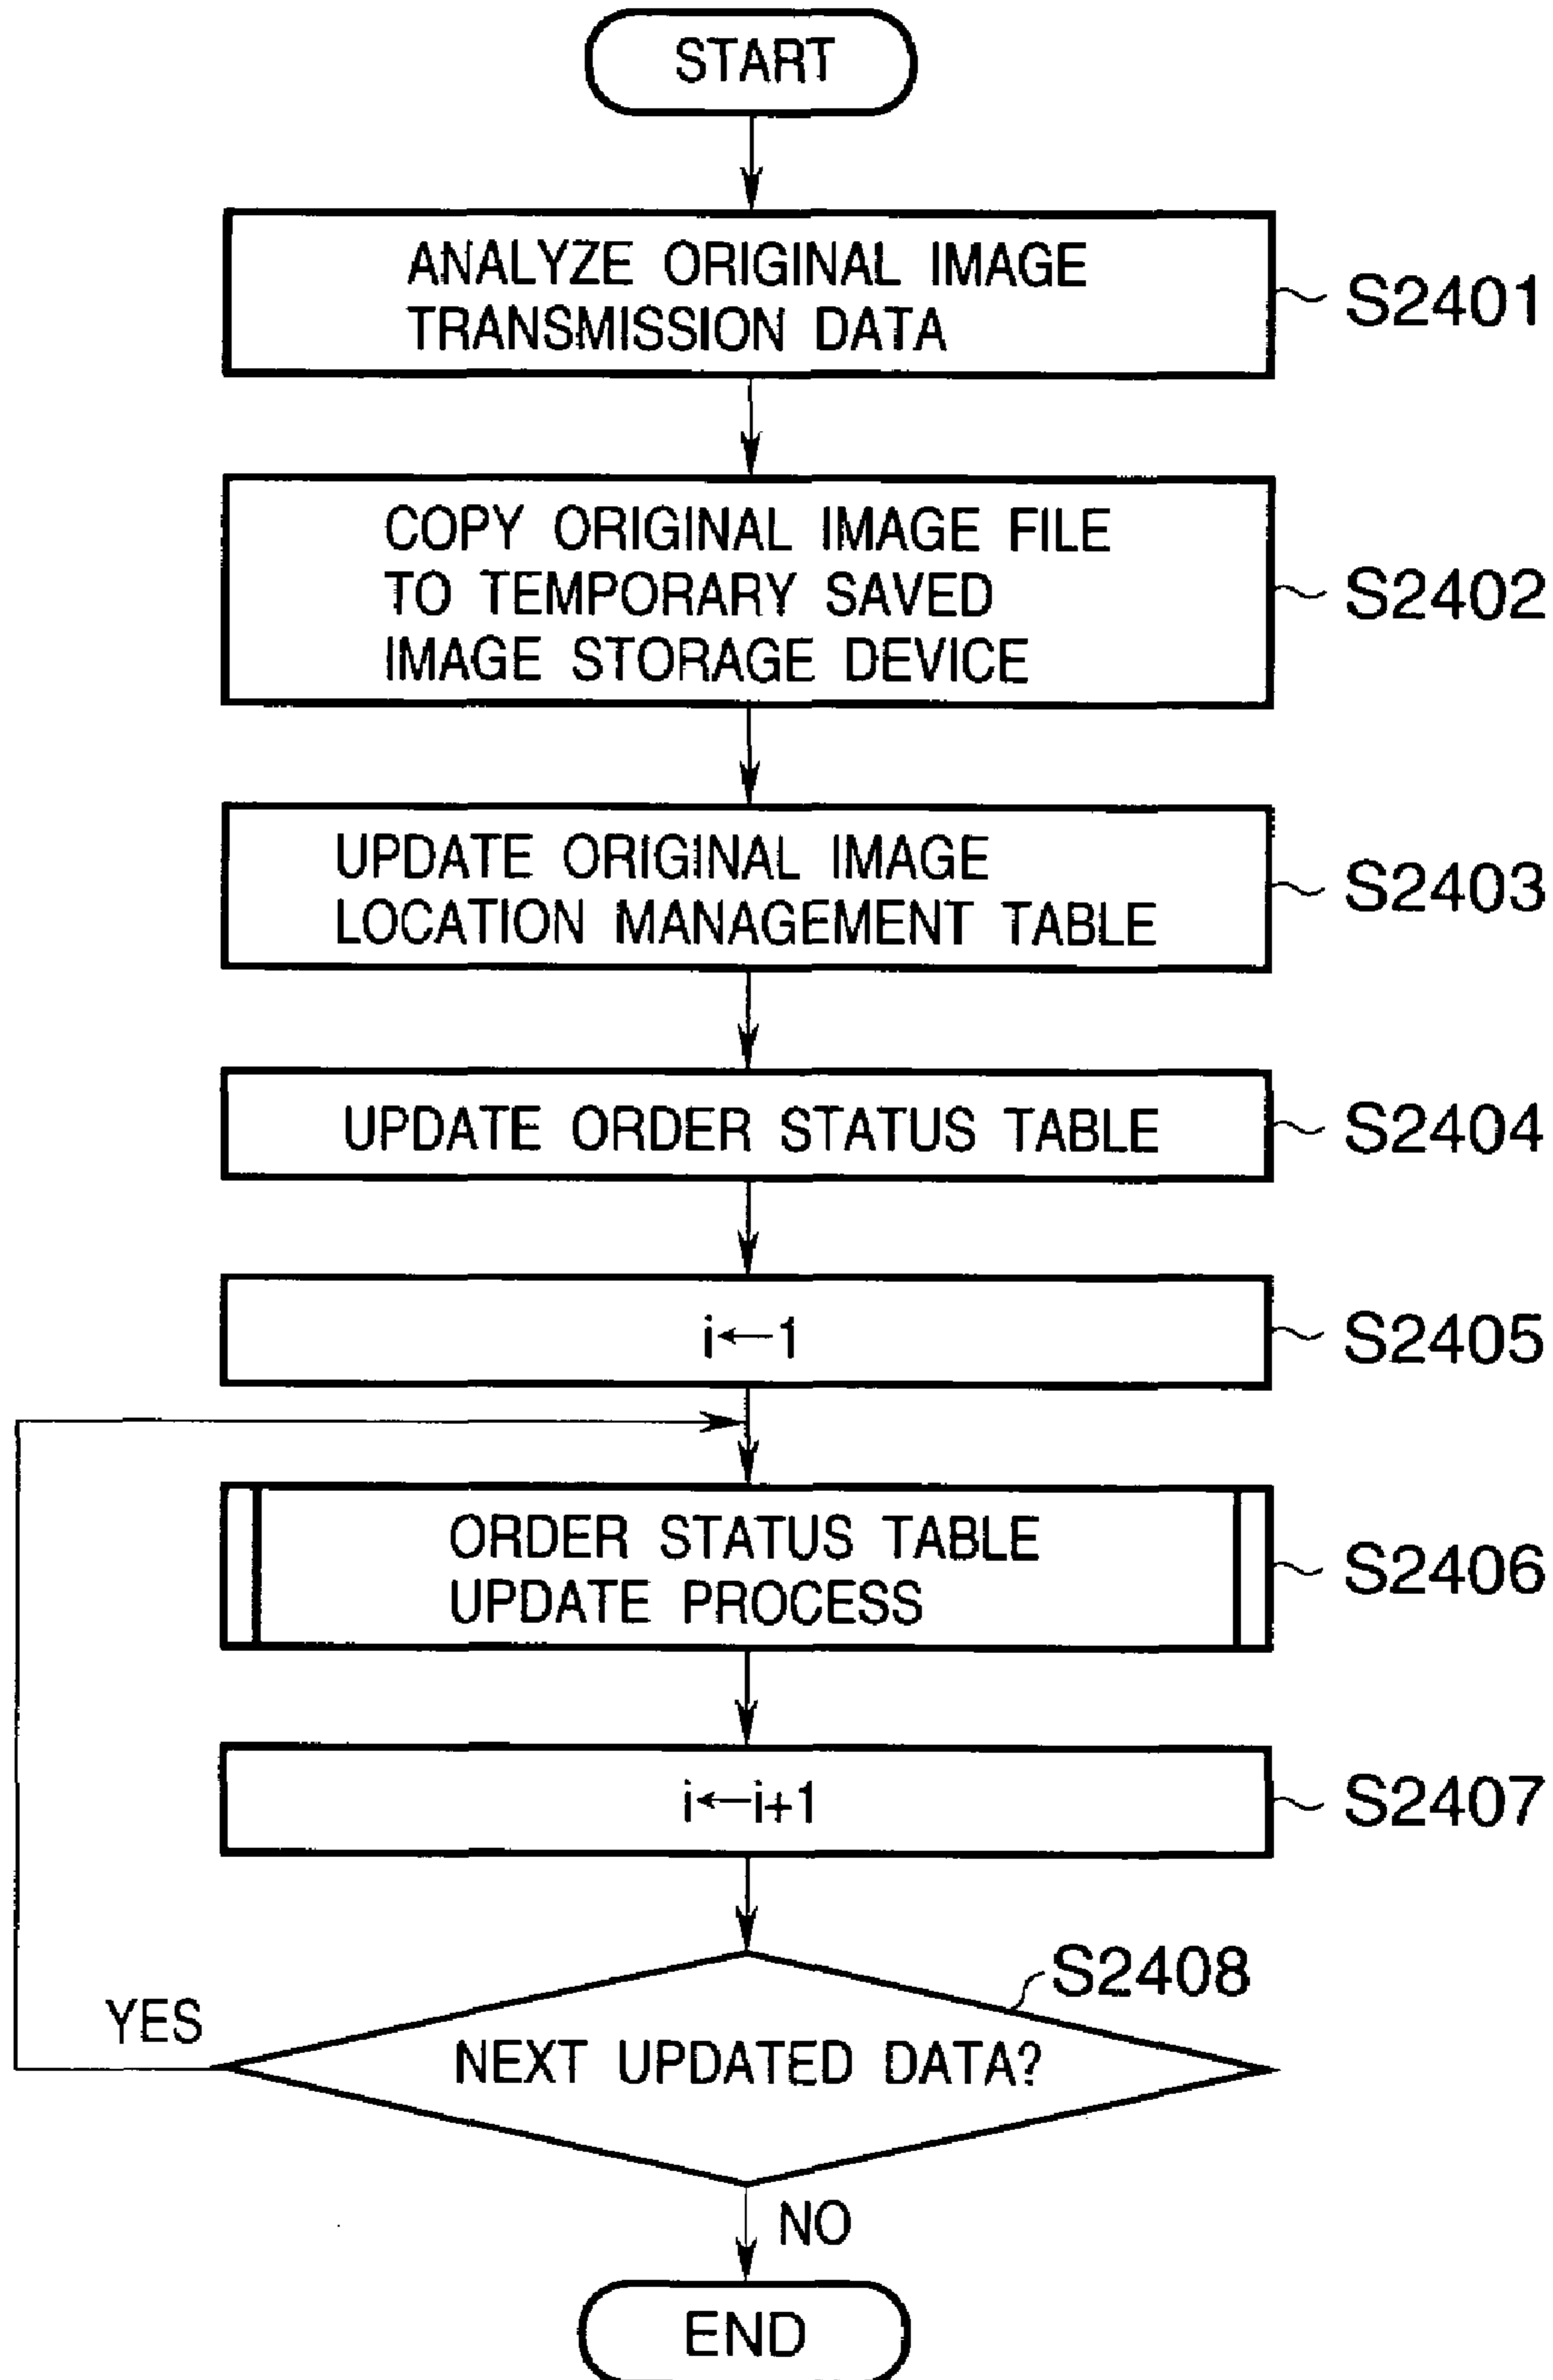 START
ANALYZE ORIGINAL IMAGE
TRANSMISSION DATA
S2401
COPY ORIGINAL IMAGE FILE
TO TEMPORARY SAVED
IMAGE STORAGE DEVICE
S2402
UPDATE ORIGINAL IMAGE
LOCATION MANAGEMENT TABLE
S2403
UPDATE ORDER STATUS TABLE
S2404
i←1
S2405
ORDER STATUS TABLE
UPDATE PROCESS
S2406
i←i+1
S2407
S2408
YES
NEXT UPDATED DATA?
NO
END